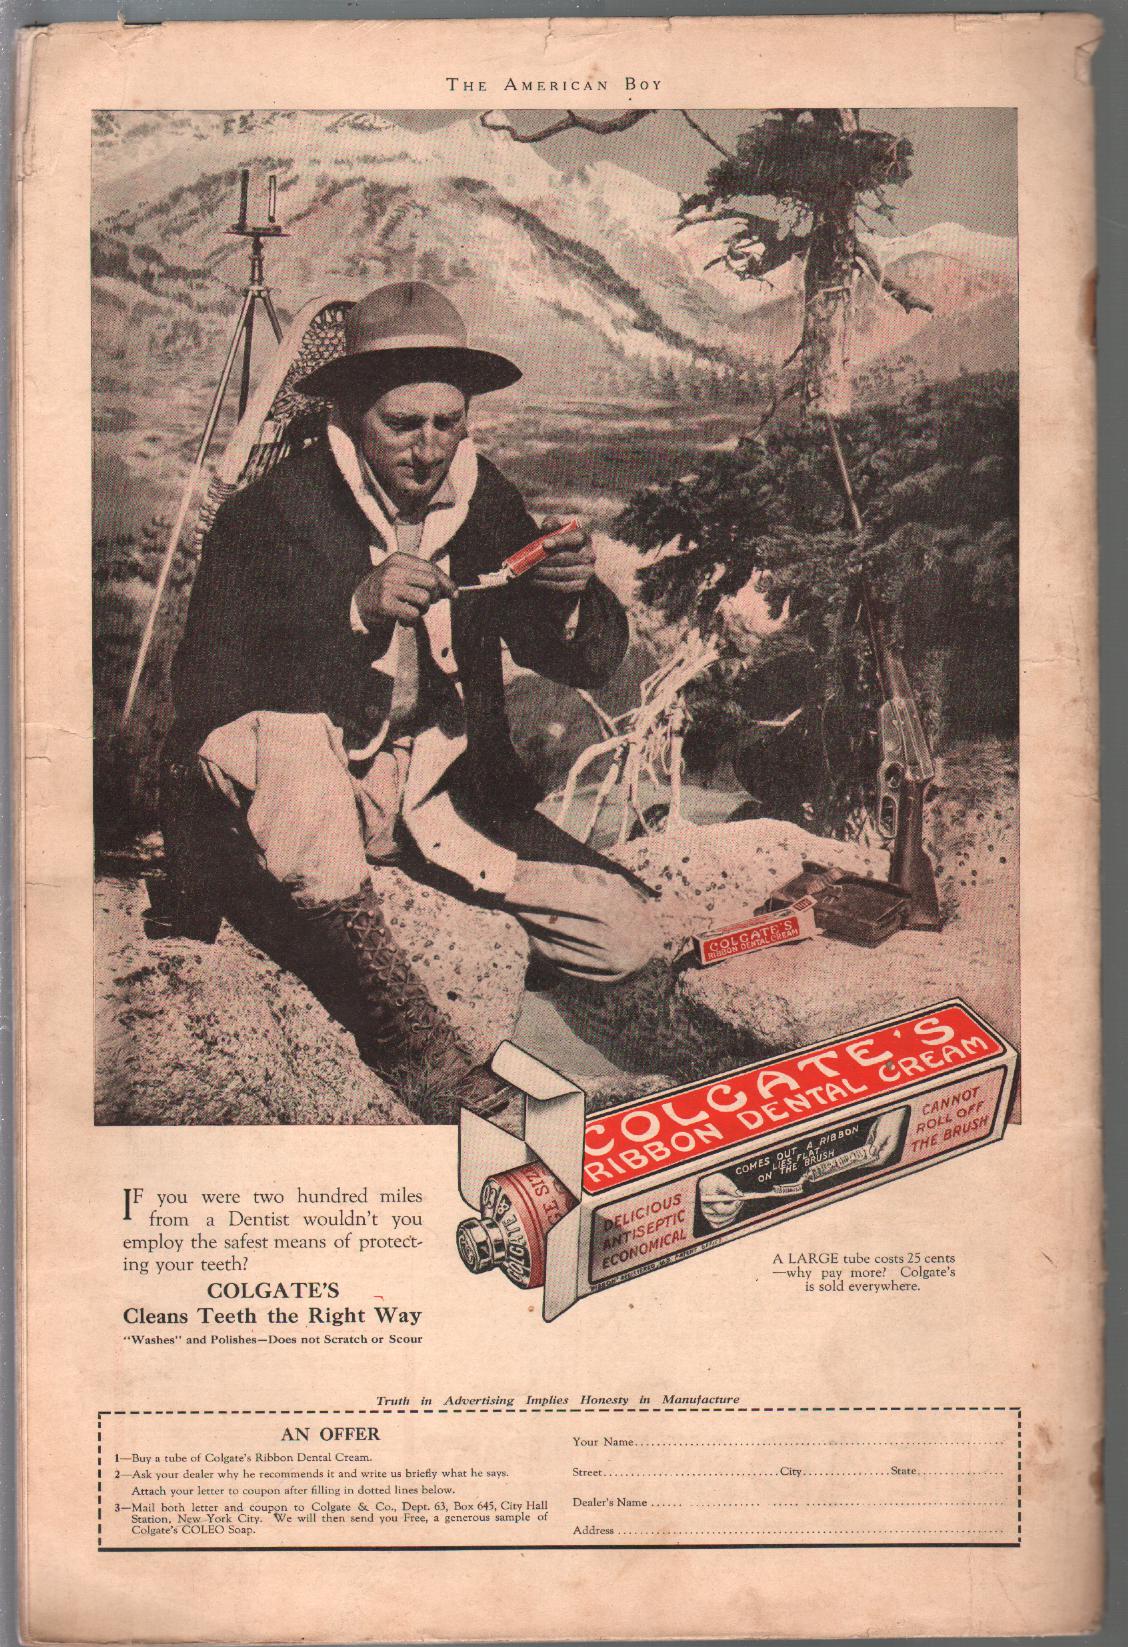 THE AMERICAN BOY
COLGATE'S
RIBBON DENTAL CREAM
COLGATE'S
RIBBON DENTAL CREAM
COMES OUT A RIBBON
LIES FLAT
ON THE BRUSH
CANNOT
ROLL OFF
THE BRUSH
DELICIOUS
ANTISEPTIC
ECONOMICAL
COLGATE & CO
IF you were two hundred miles
from a Dentist wouldn't you
employ the safest means of protect-
ing your teeth?
COLGATE'S
Cleans Teeth the Right Way
"Washes" and Polishes—Does not Scratch or Scour
A LARGE tube costs 25 cents
—why pay more? Colgate's
is sold everywhere.
Truth in Advertising Implies Honesty in Manufacture
AN OFFER
1—Buy a tube of Colgate's Ribbon Dental Cream.
2—Ask your dealer why he recommends it and write us briefly what he says.
Attach your letter to coupon after filling in dotted lines below.
3—Mail both letter and coupon to Colgate & Co., Dept. 63, Box 645, City Hall
Station, New York City. We will then send you Free, a generous sample of
Colgate's COLEO Soap.
Your Name
Street City State
Dealer's Name
Address